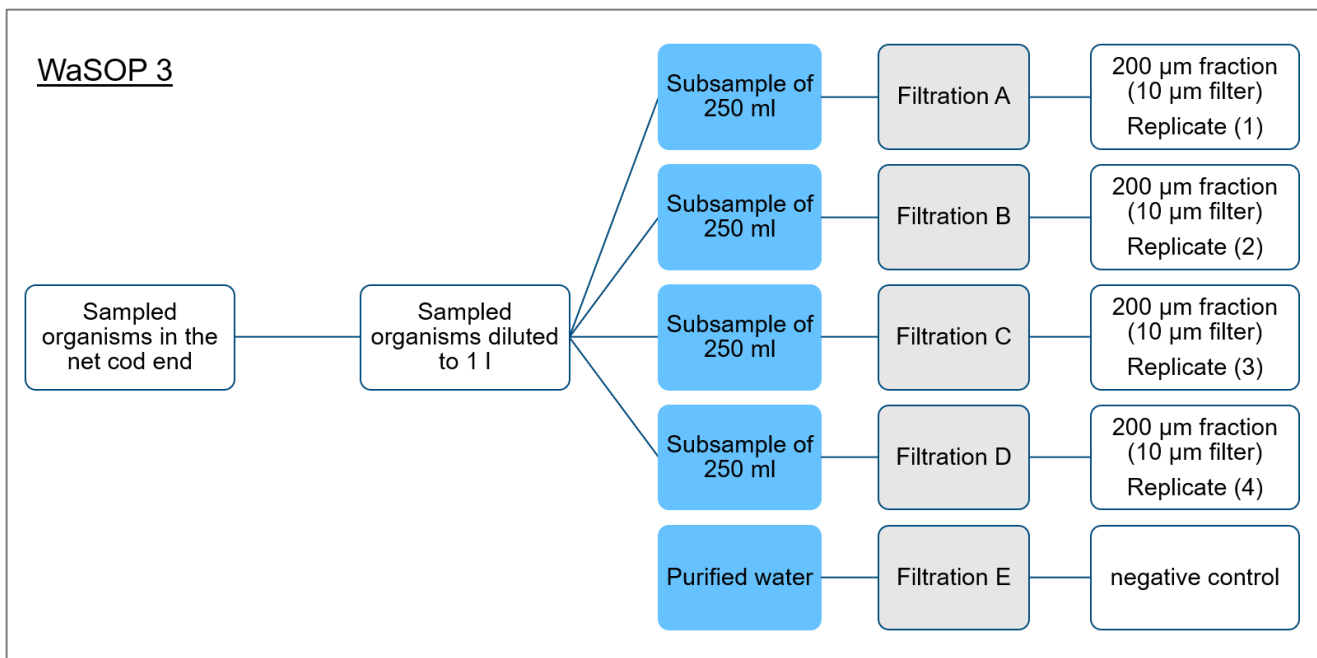 WaSOP 3
Sampled
organisms in the
net cod end
Sampled
organisms diluted
to 1 l
Subsample of
250 ml
Filtration A
200 µm fraction
(10 µm filter)
Replicate (1)
Subsample of
250 ml
Filtration B
200 µm fraction
(10 µm filter)
Replicate (2)
Subsample of
250 ml
Filtration C
200 µm fraction
(10 µm filter)
Replicate (3)
Subsample of
250 ml
Filtration D
200 µm fraction
(10 µm filter)
Replicate (4)
Purified water
Filtration E
negative control